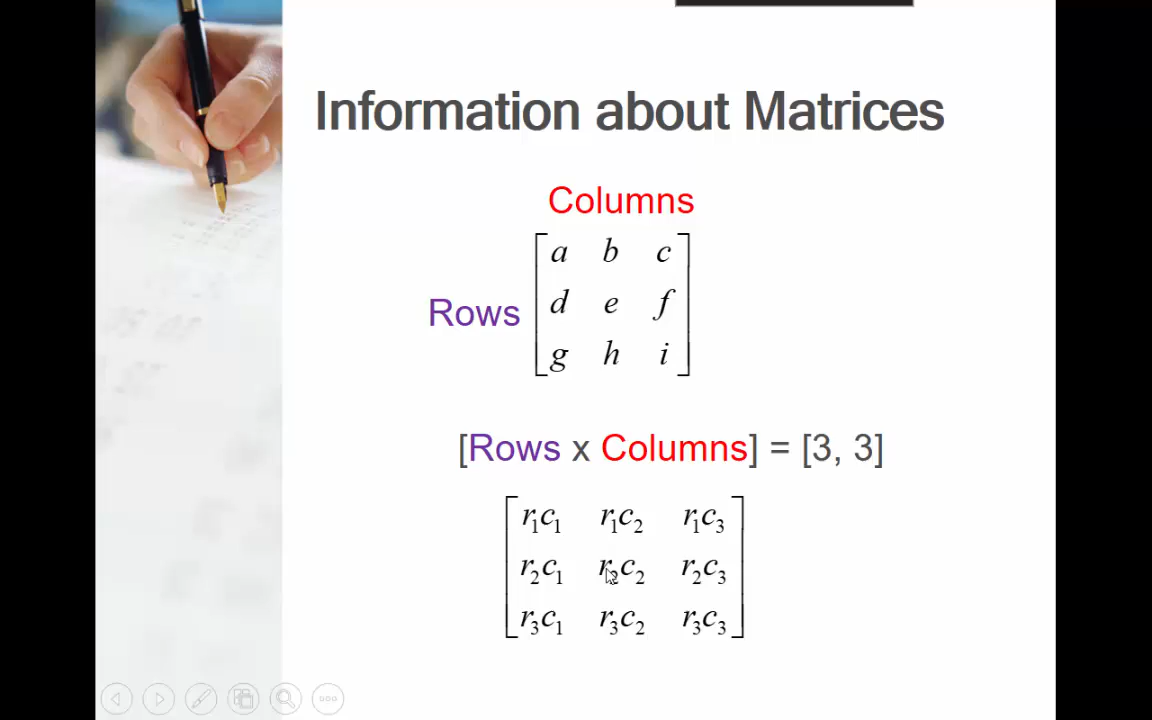 Information about Matrices
Columns
a b c
Rows
d e f
g h i
[Rows x Columns] = [3, 3]
r₁c₁ r₁c₂ r₁c₃
r₂c₁ r₂c₂ r₂c₃
r₃c₁ r₃c₂ r₃c₃